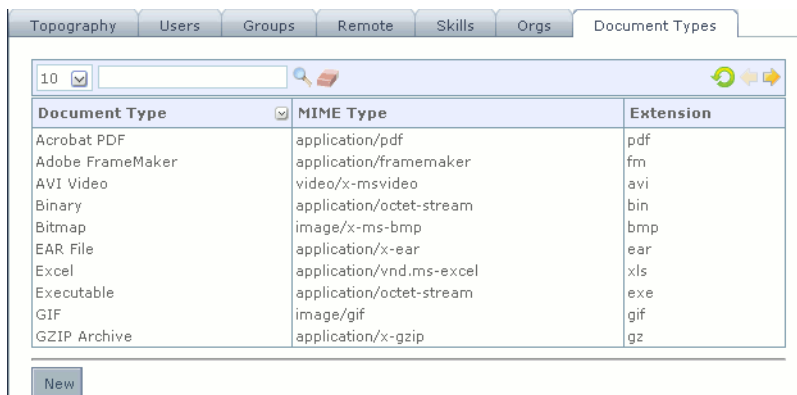 Topography Users Groups Remote Skills Orgs Document Types
10
Document Type MIME Type Extension
Acrobat PDF application/pdf pdf
Adobe FrameMaker application/framemaker fm
AVI Video video/x-msvideo avi
Binary application/octet-stream bin
Bitmap image/x-ms-bmp bmp
EAR File application/x-ear ear
Excel application/vnd.ms-excel xls
Executable application/octet-stream exe
GIF image/gif gif
GZIP Archive application/x-gzip gz
New